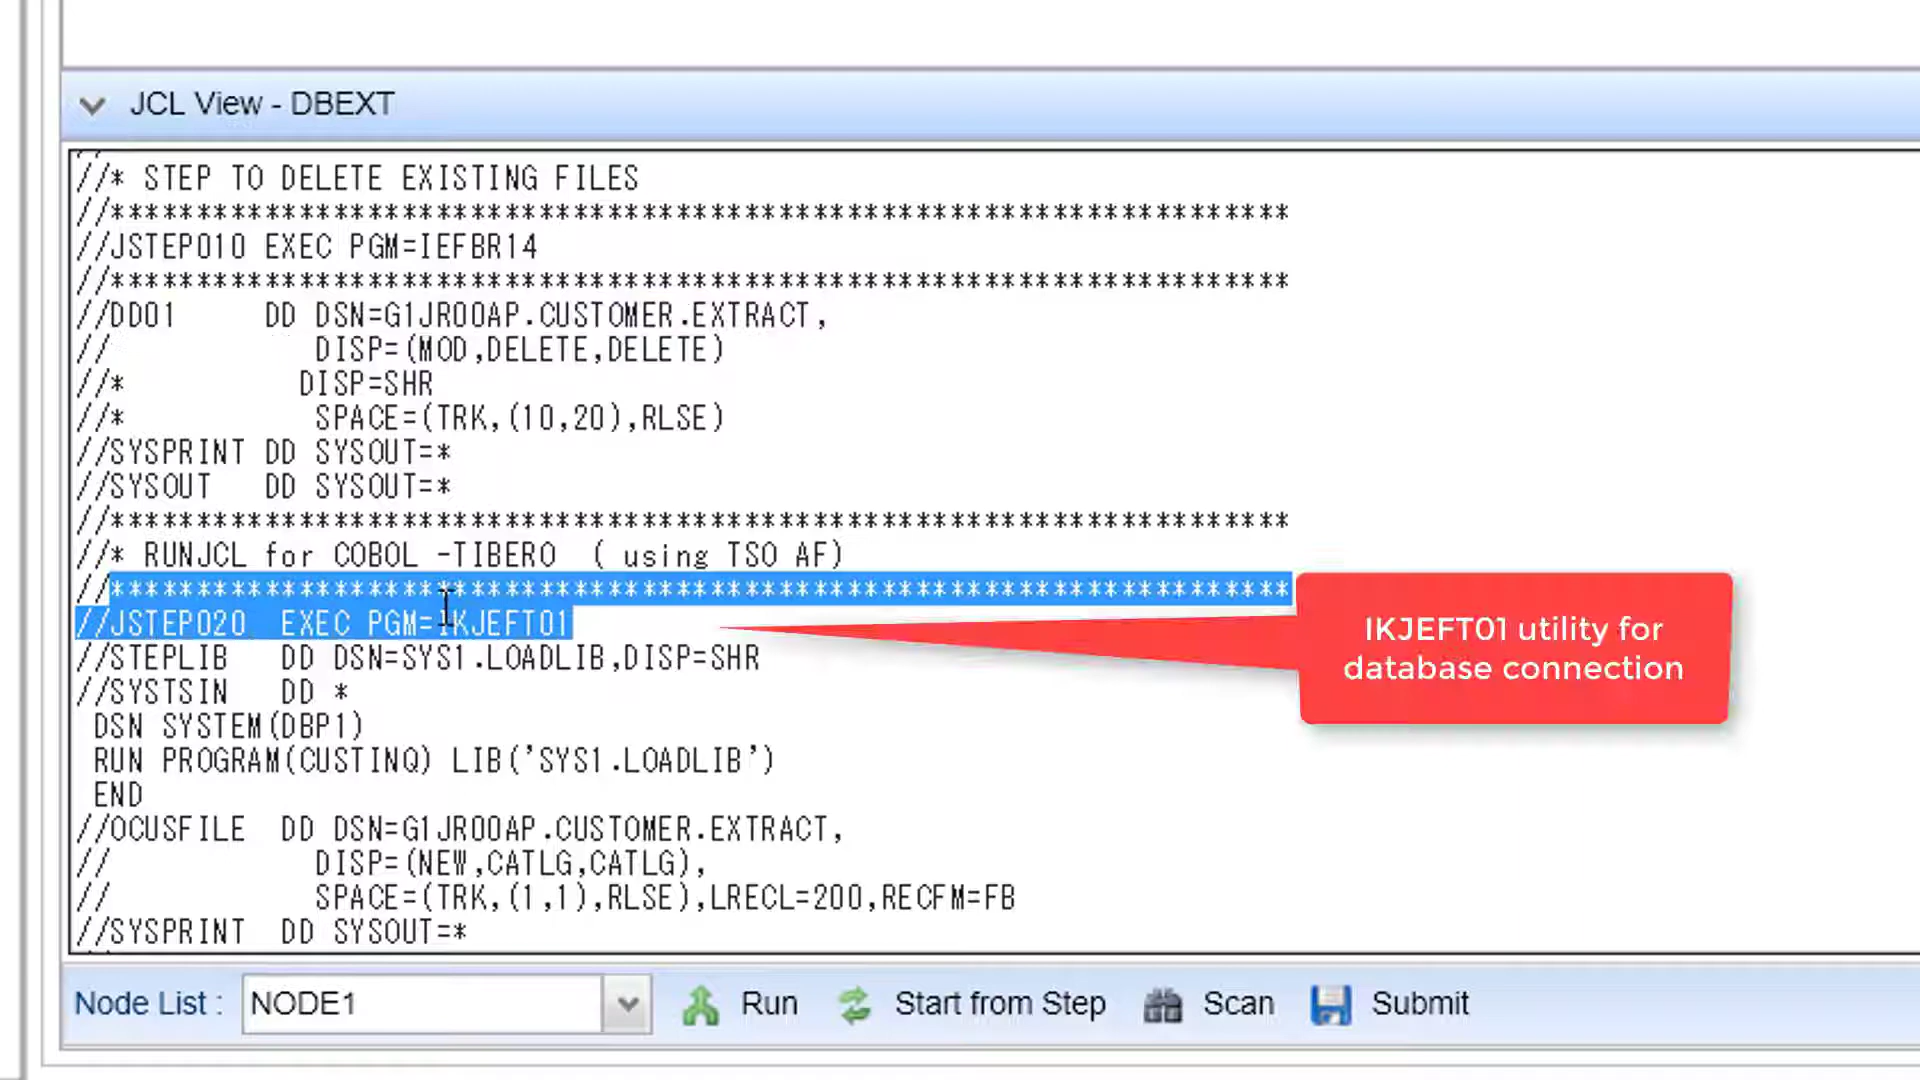 JCL View - DBEXT
//* STEP TO DELETE EXISTING FILES
//*********************************************************************
//JSTEP010 EXEC PGM=IEFBR14
//*********************************************************************
//DD01     DD DSN=G1JR00AP.CUSTOMER.EXTRACT,
//            DISP=(MOD,DELETE,DELETE)
//*          DISP=SHR
//*           SPACE=(TRK,(10,20),RLSE)
//SYSPRINT DD SYSOUT=*
//SYSOUT   DD SYSOUT=*
//*********************************************************************
//* RUNJCL for COBOL -TIBERO  ( using TSO AF)
//*********************************************************************
//JSTEP020  EXEC PGM=IKJEFT01
//STEPLIB   DD DSN=SYS1.LOADLIB,DISP=SHR
//SYSTSIN   DD *
 DSN SYSTEM(DBP1)
 RUN PROGRAM(CUSTINQ) LIB('SYS1.LOADLIB')
 END
//OCUSFILE  DD DSN=G1JR00AP.CUSTOMER.EXTRACT,
//            DISP=(NEW,CATLG,CATLG),
//            SPACE=(TRK,(1,1),RLSE),LRECL=200,RECFM=FB
//SYSPRINT  DD SYSOUT=*
IKJEFT01 utility for
database connection
Node List : NODE1 Run Start from Step Scan Submit